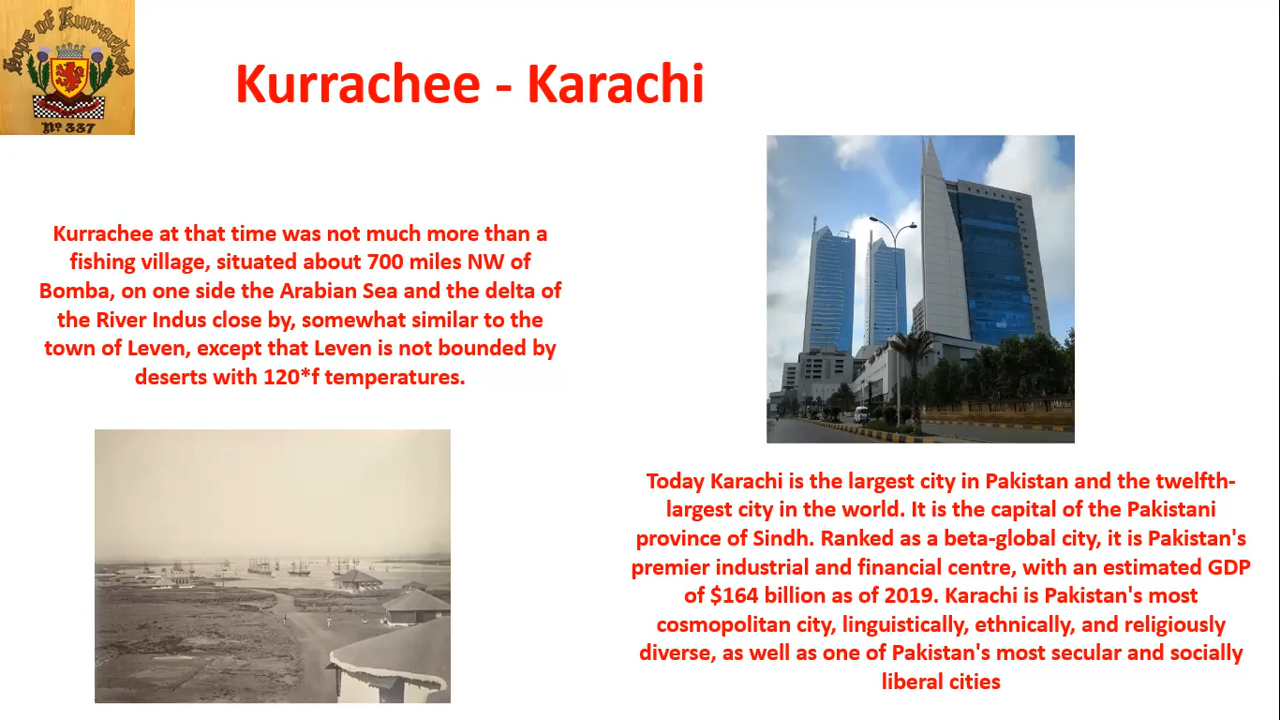 Hope of Kurrachee
Nº 337
Kurrachee - Karachi
Kurrachee at that time was not much more than a
fishing village, situated about 700 miles NW of
Bomba, on one side the Arabian Sea and the delta of
the River Indus close by, somewhat similar to the
town of Leven, except that Leven is not bounded by
deserts with 120*f temperatures.
Today Karachi is the largest city in Pakistan and the twelfth-
largest city in the world. It is the capital of the Pakistani
province of Sindh. Ranked as a beta-global city, it is Pakistan's
premier industrial and financial centre, with an estimated GDP
of $164 billion as of 2019. Karachi is Pakistan's most
cosmopolitan city, linguistically, ethnically, and religiously
diverse, as well as one of Pakistan's most secular and socially
liberal cities